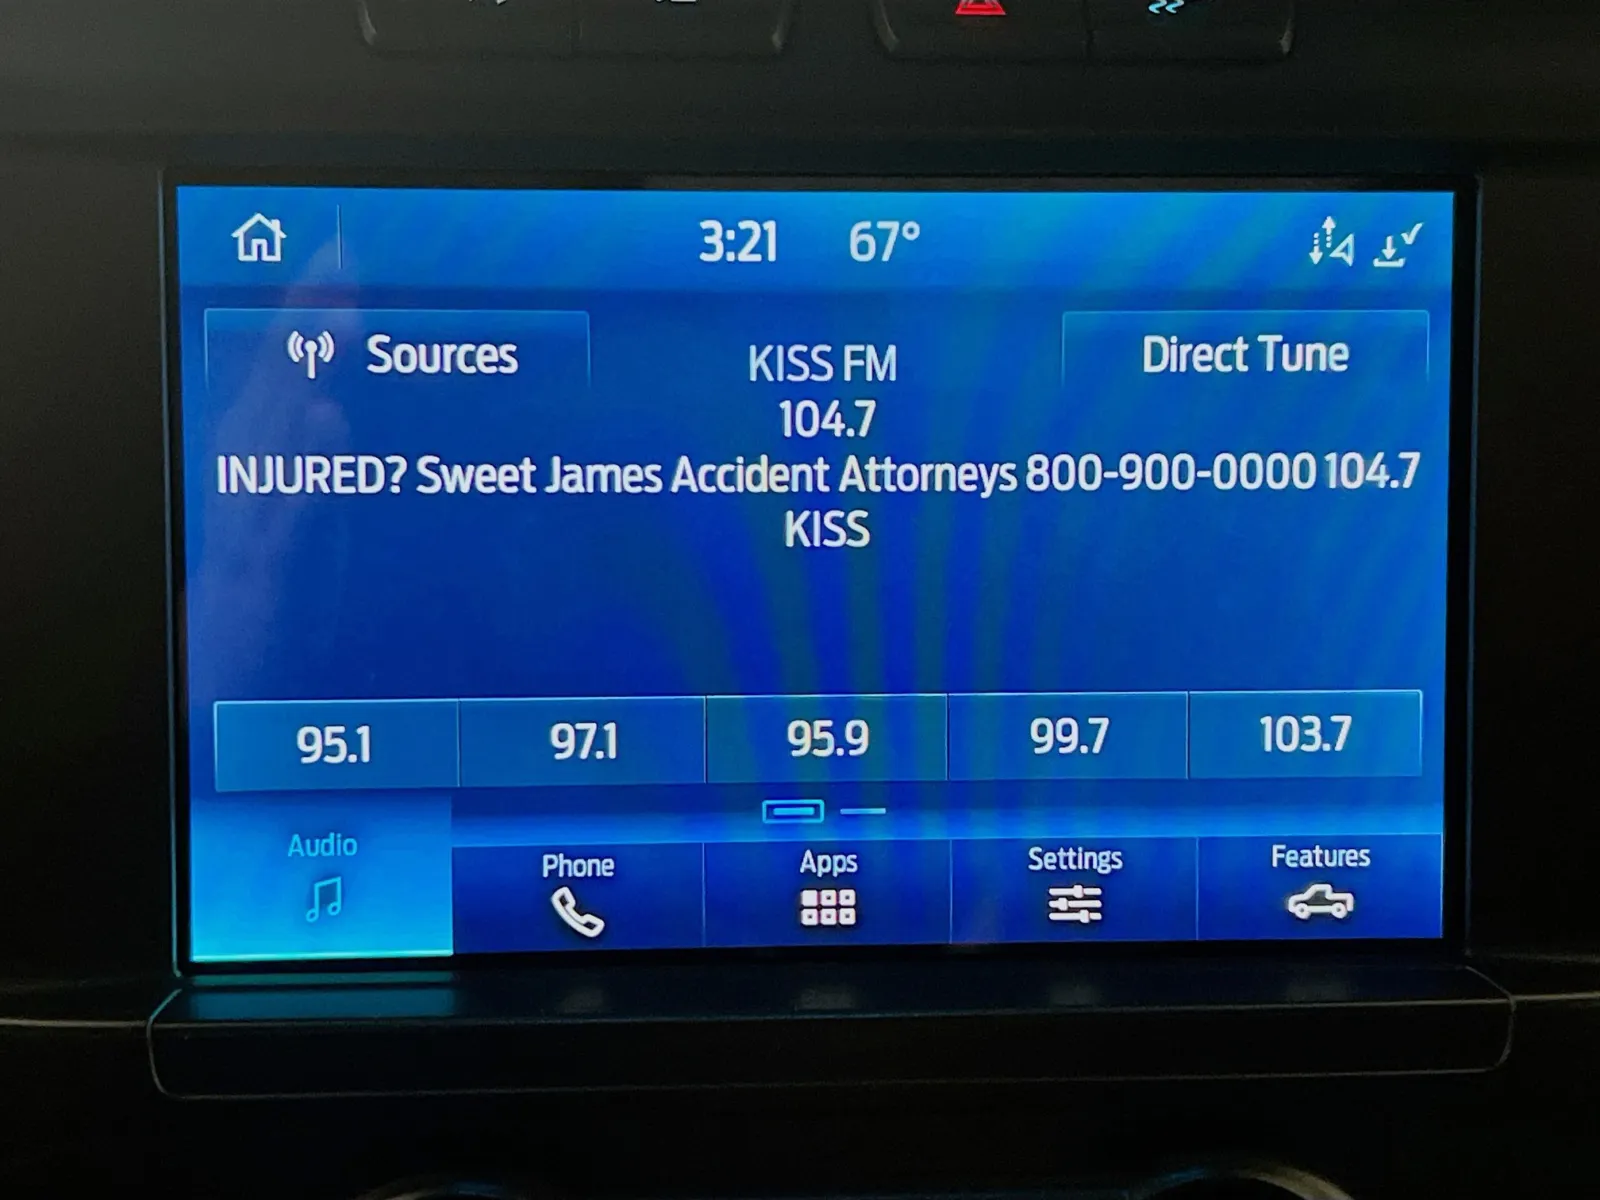 3:21 67°
Sources
KISS FM
Direct Tune
104.7
INJURED? Sweet James Accident Attorneys 800-900-0000 104.7
KISS
95.1 97.1 95.9 99.7 103.7
Audio Phone Apps Settings Features